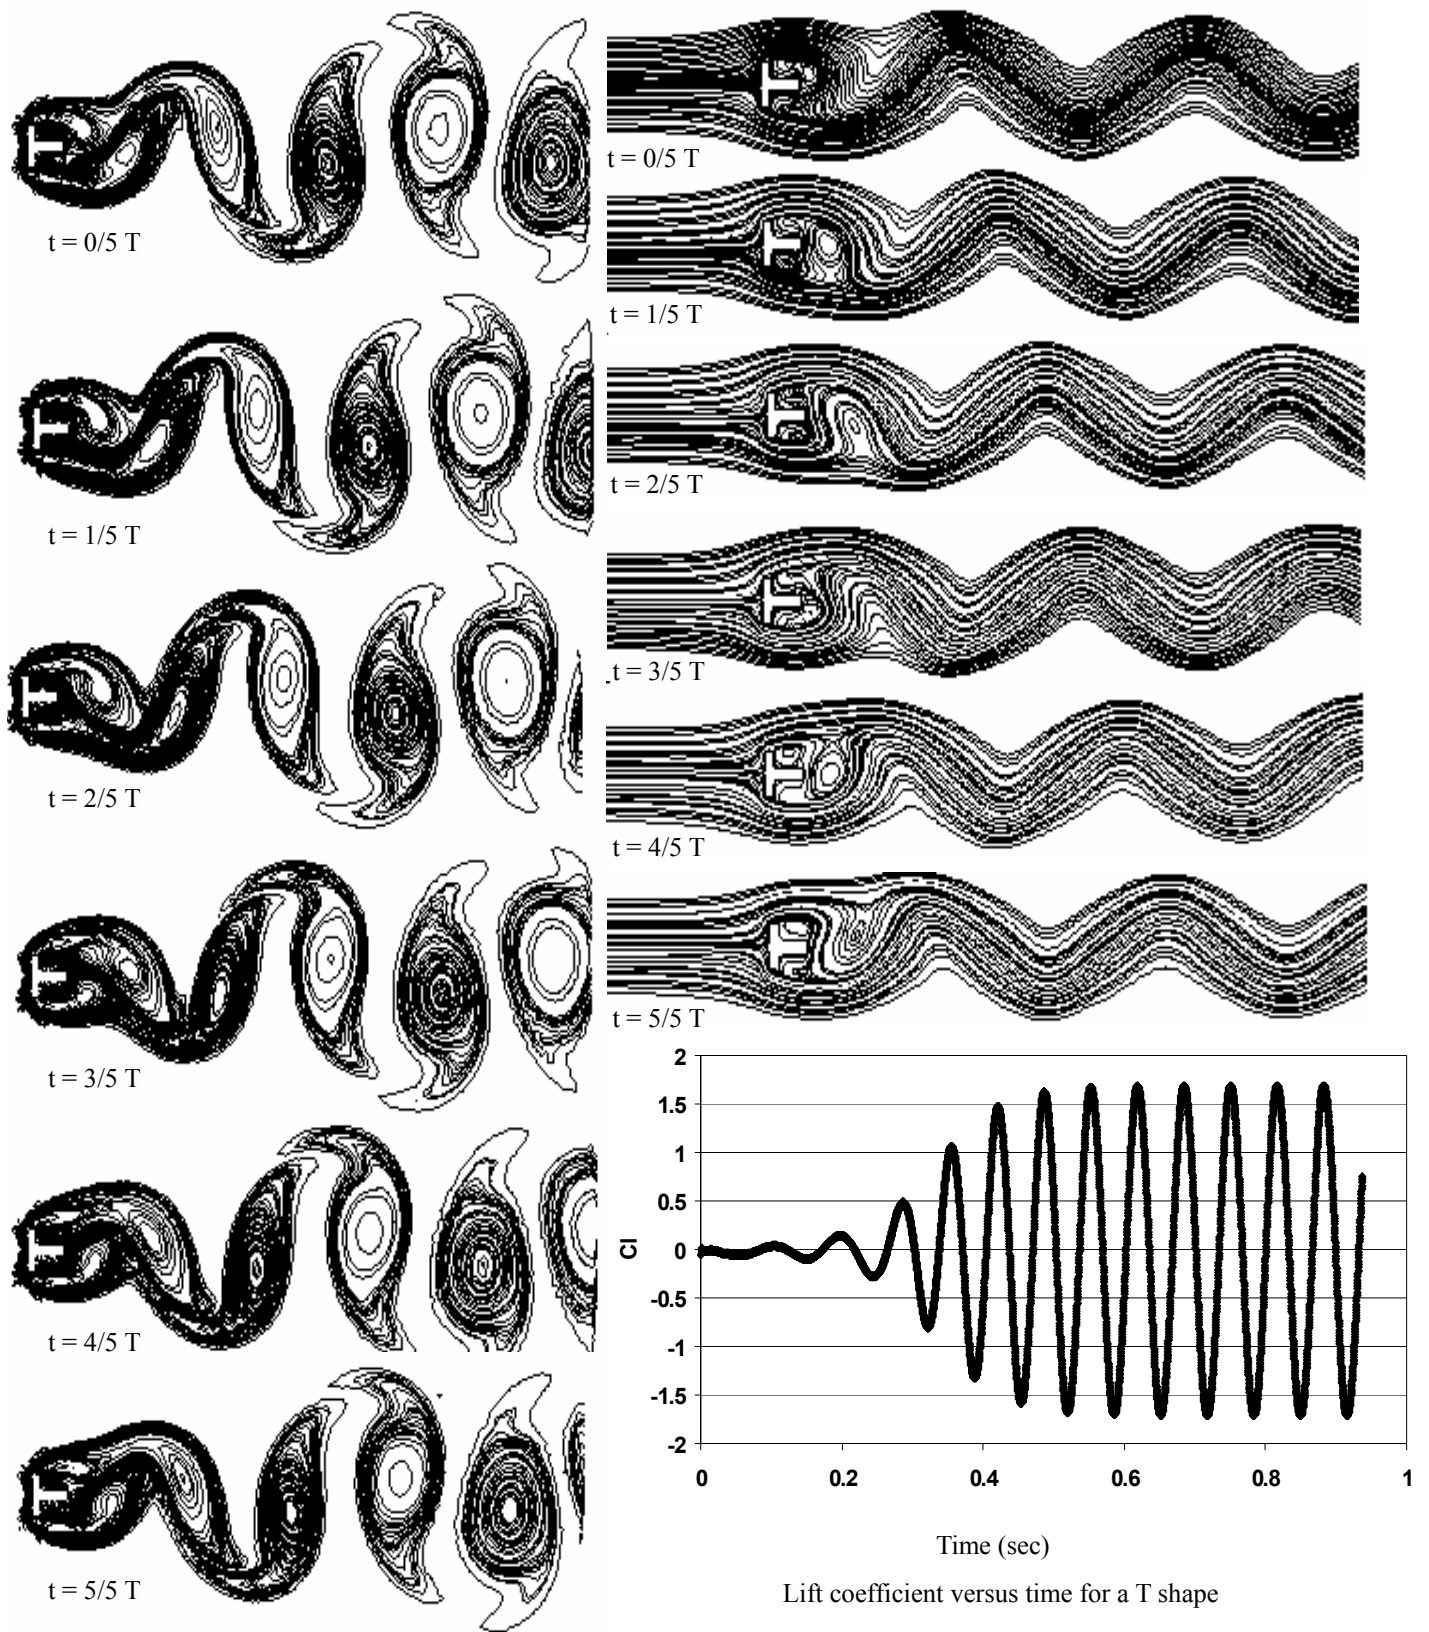 t = 0/5 T
t = 1/5 T
t = 2/5 T
t = 3/5 T
t = 4/5 T
t = 5/5 T
t = 0/5 T
t = 1/5 T
t = 2/5 T
t = 3/5 T
t = 4/5 T
t = 5/5 T
2
1.5
1
0.5
0
-0.5
-1
-1.5
-2
Cl
0 0.2 0.4 0.6 0.8 1
Time (sec)
Lift coefficient versus time for a T shape